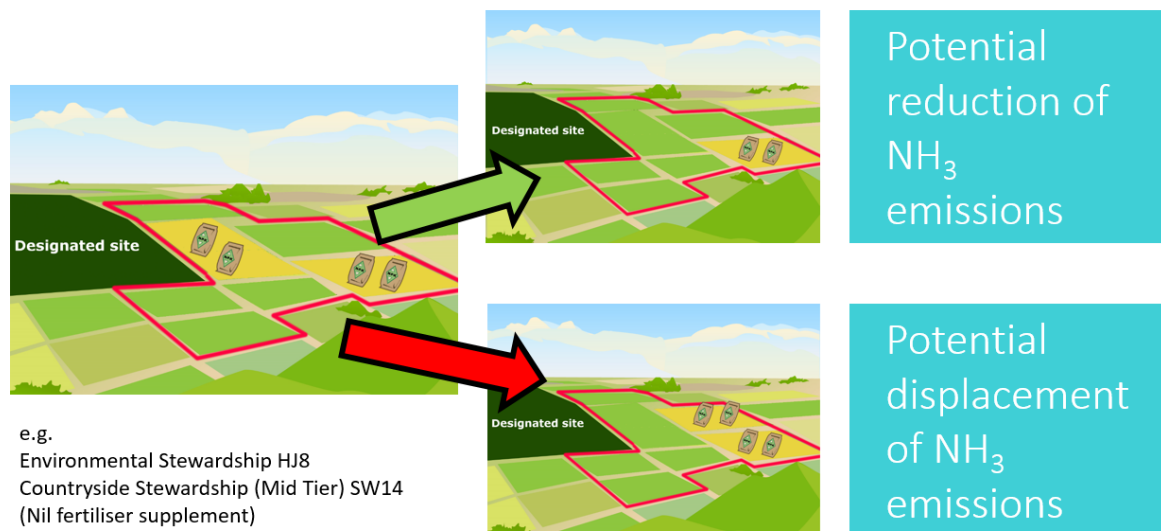 Designated site
e.g.
Environmental Stewardship HJ8
Countryside Stewardship (Mid Tier) SW14
(Nil fertiliser supplement)
Designated site
Potential
reduction of
NH₃
emissions
Designated site
Potential
displacement
of NH₃
emissions